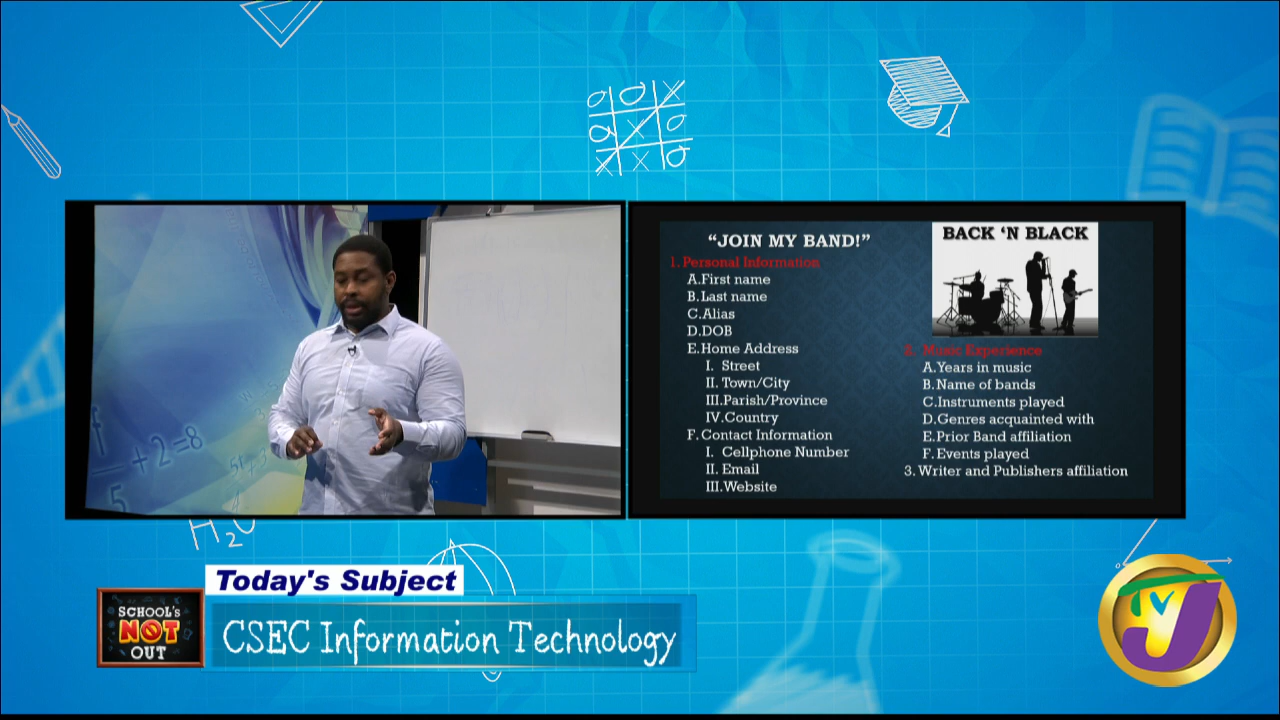 O O X
O X O
X X O
+2=8
5
H₂O
"JOIN MY BAND!"
1. Personal Information
A.First name
B.Last name
C.Alias
D.DOB
E.Home Address
I. Street
II. Town/City
III.Parish/Province
IV.Country
F. Contact Information
I. Cellphone Number
II. Email
III.Website
BACK 'N BLACK
2. Music Experience
A.Years in music
B.Name of bands
C.Instruments played
D.Genres acquainted with
E.Prior Band affiliation
F.Events played
3. Writer and Publishers affiliation
Today's Subject
SCHOOL'S
NOT
OUT
CSEC Information Technology
TVJ